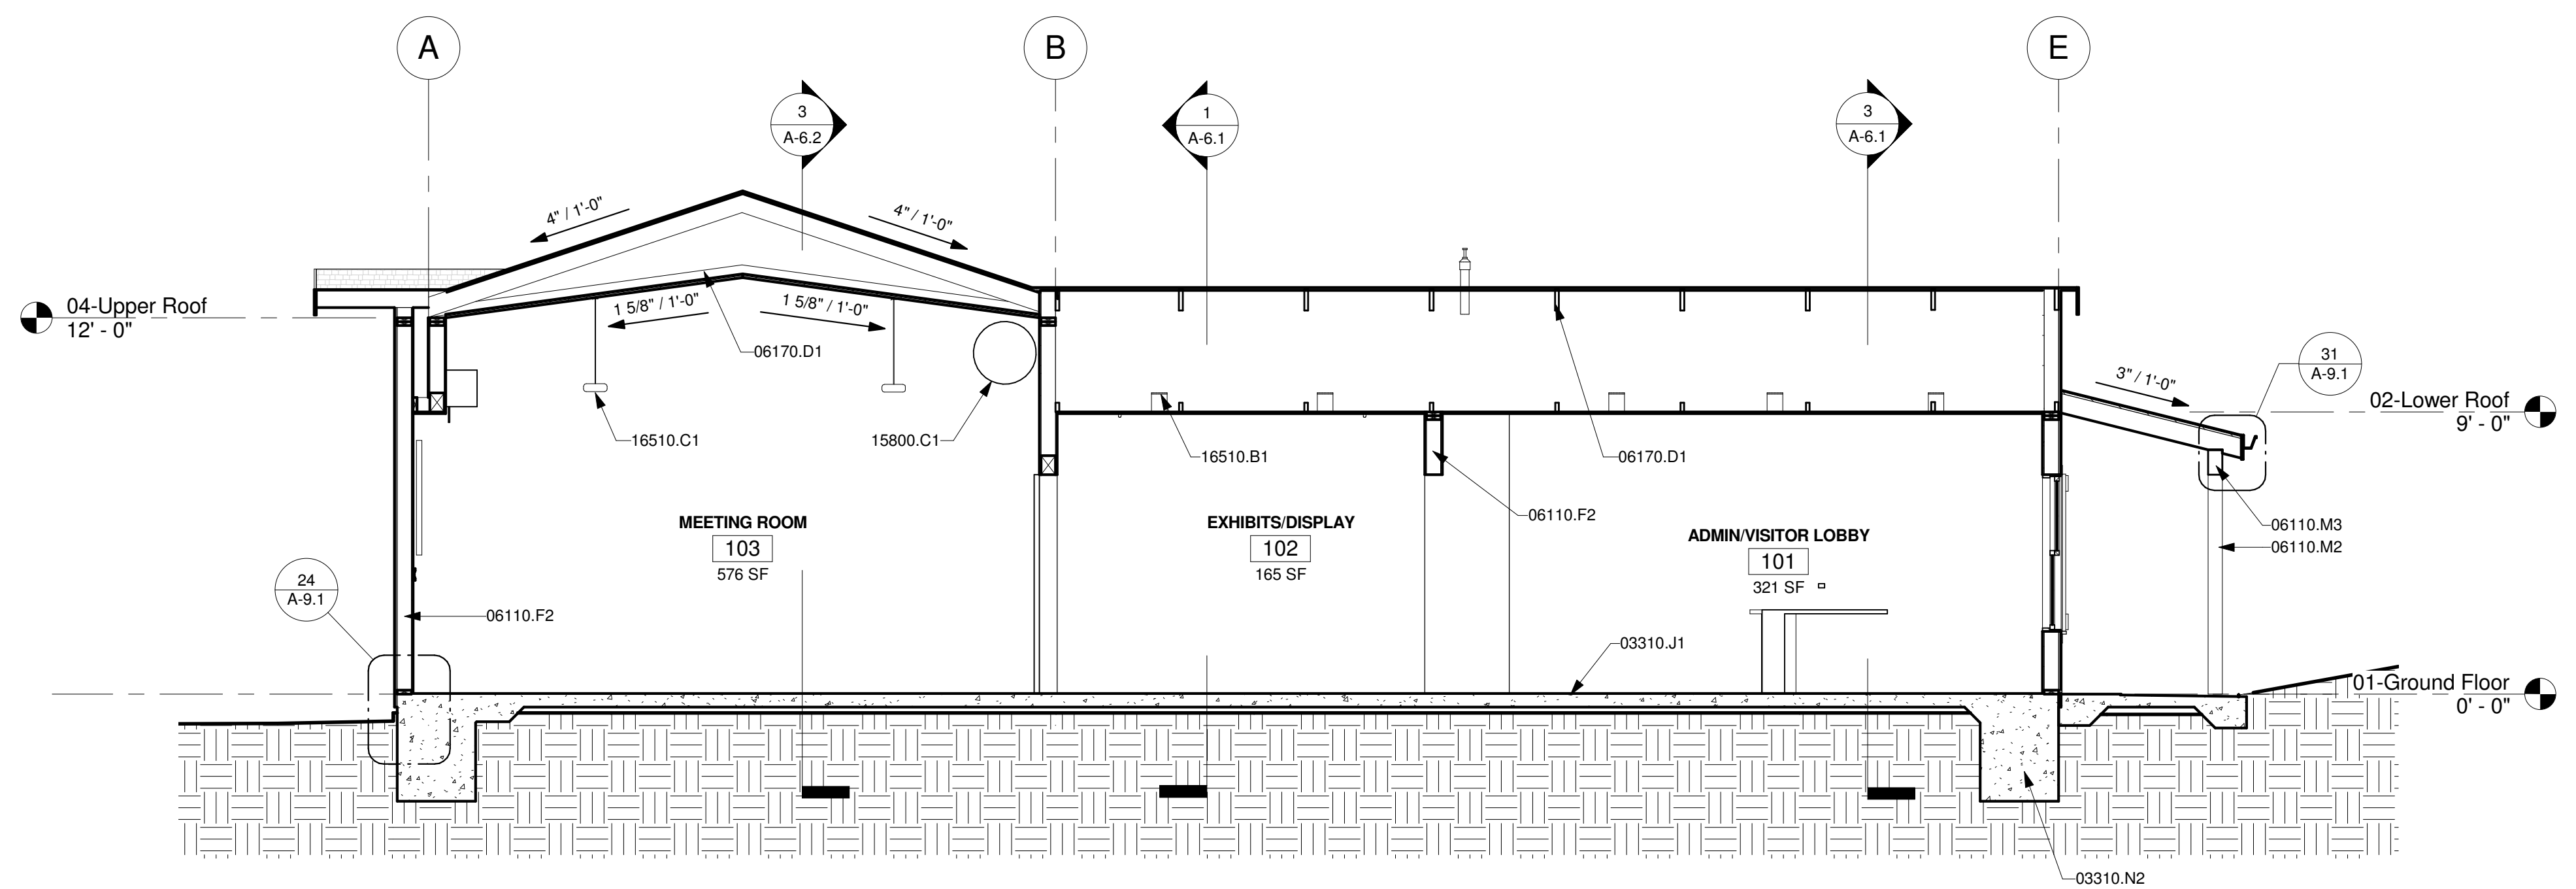 A
B
E
3
A-6.2
1
A-6.1
3
A-6.1
4" / 1'-0"
4" / 1'-0"
04-Upper Roof
12' - 0"
1 5/8" / 1'-0"
1 5/8" / 1'-0"
06170.D1
31
A-9.1
3" / 1'-0"
02-Lower Roof
9' - 0"
16510.C1
15800.C1
16510.B1
06170.D1
06110.F2
MEETING ROOM
103
576 SF
EXHIBITS/DISPLAY
102
165 SF
ADMIN/VISITOR LOBBY
101
321 SF
06110.M3
06110.M2
24
A-9.1
06110.F2
03310.J1
01-Ground Floor
0' - 0"
03310.N2